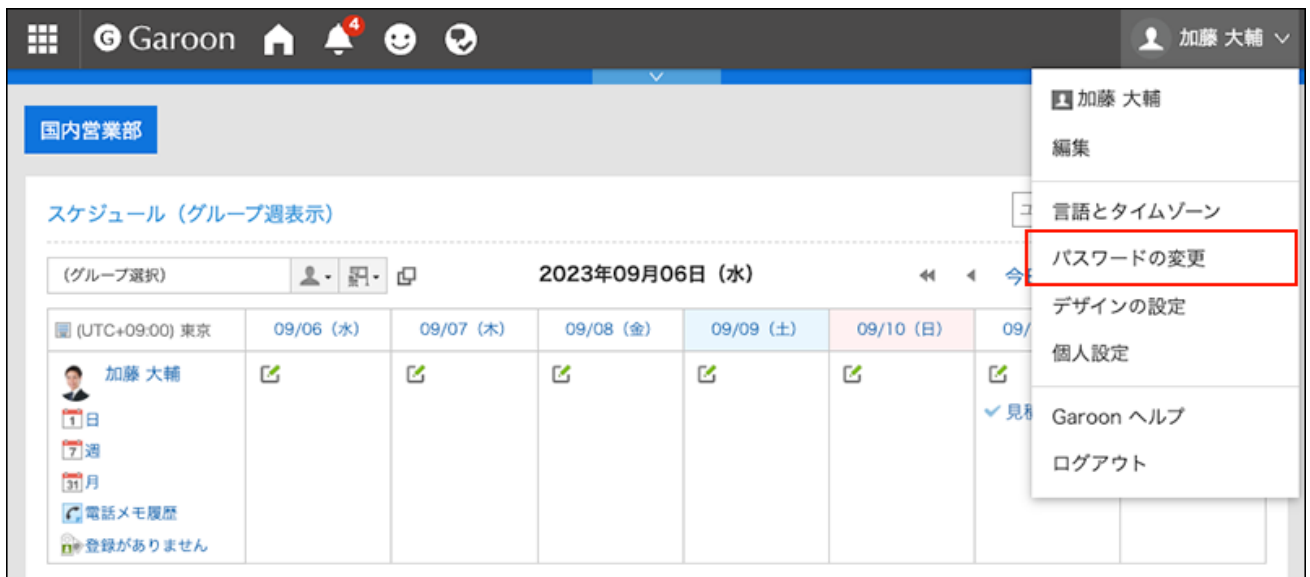 G Garoon
4
加藤 大輔
国内営業部
加藤 大輔
編集
言語とタイムゾーン
パスワードの変更
デザインの設定
個人設定
Garoon ヘルプ
ログアウト
スケジュール（グループ週表示）
(グループ選択)
2023年09月06日（水）
(UTC+09:00) 東京
09/06（水）
09/07（木）
09/08（金）
09/09（土）
09/10（日）
09/
加藤 大輔
1 日
7 週
31 月
電話メモ履歴
登録がありません